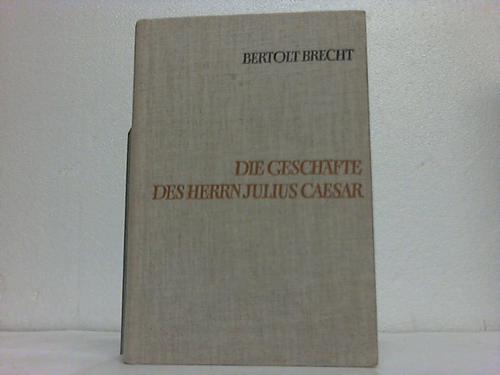 BERTOLT BRECHT
DIE GESCHÄFTE
DES HERRN JULIUS CAESAR